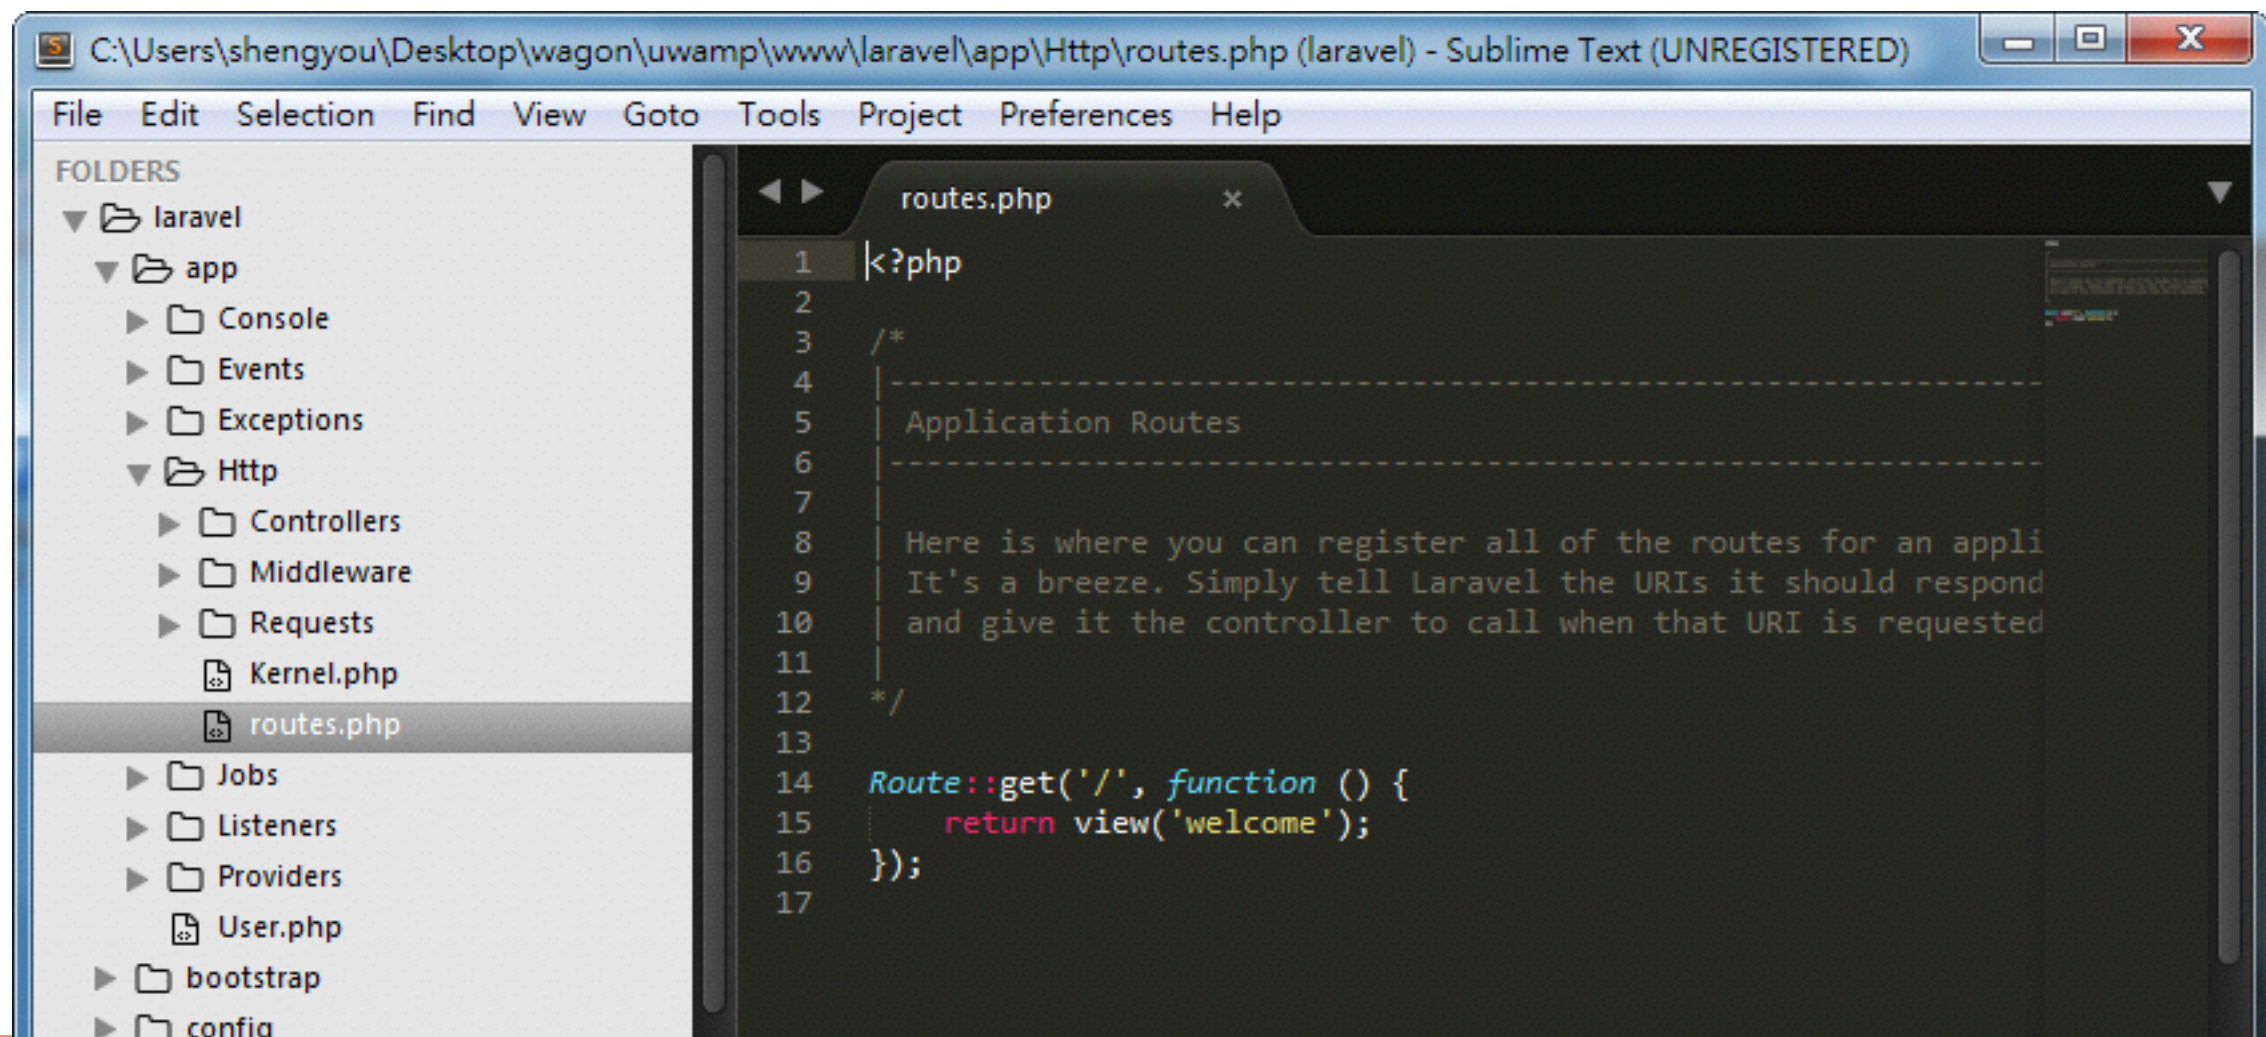 C:\Users\shengyou\Desktop\wagon\uwamp\www\laravel\app\Http\routes.php (laravel) - Sublime Text (UNREGISTERED)
File Edit Selection Find View Goto Tools Project Preferences Help
FOLDERS
laravel
app
Console
Events
Exceptions
Http
Controllers
Middleware
Requests
Kernel.php
routes.php
Jobs
Listeners
Providers
User.php
bootstrap
config
routes.php
1 <?php
2
3 /*
4 |-------------------------------------------------------------
5 | Application Routes
6 |-------------------------------------------------------------
7 |
8 | Here is where you can register all of the routes for an appli
9 | It's a breeze. Simply tell Laravel the URIs it should respond
10 | and give it the controller to call when that URI is requested
11 |
12 */
13
14 Route::get('/', function () {
15     return view('welcome');
16 });
17